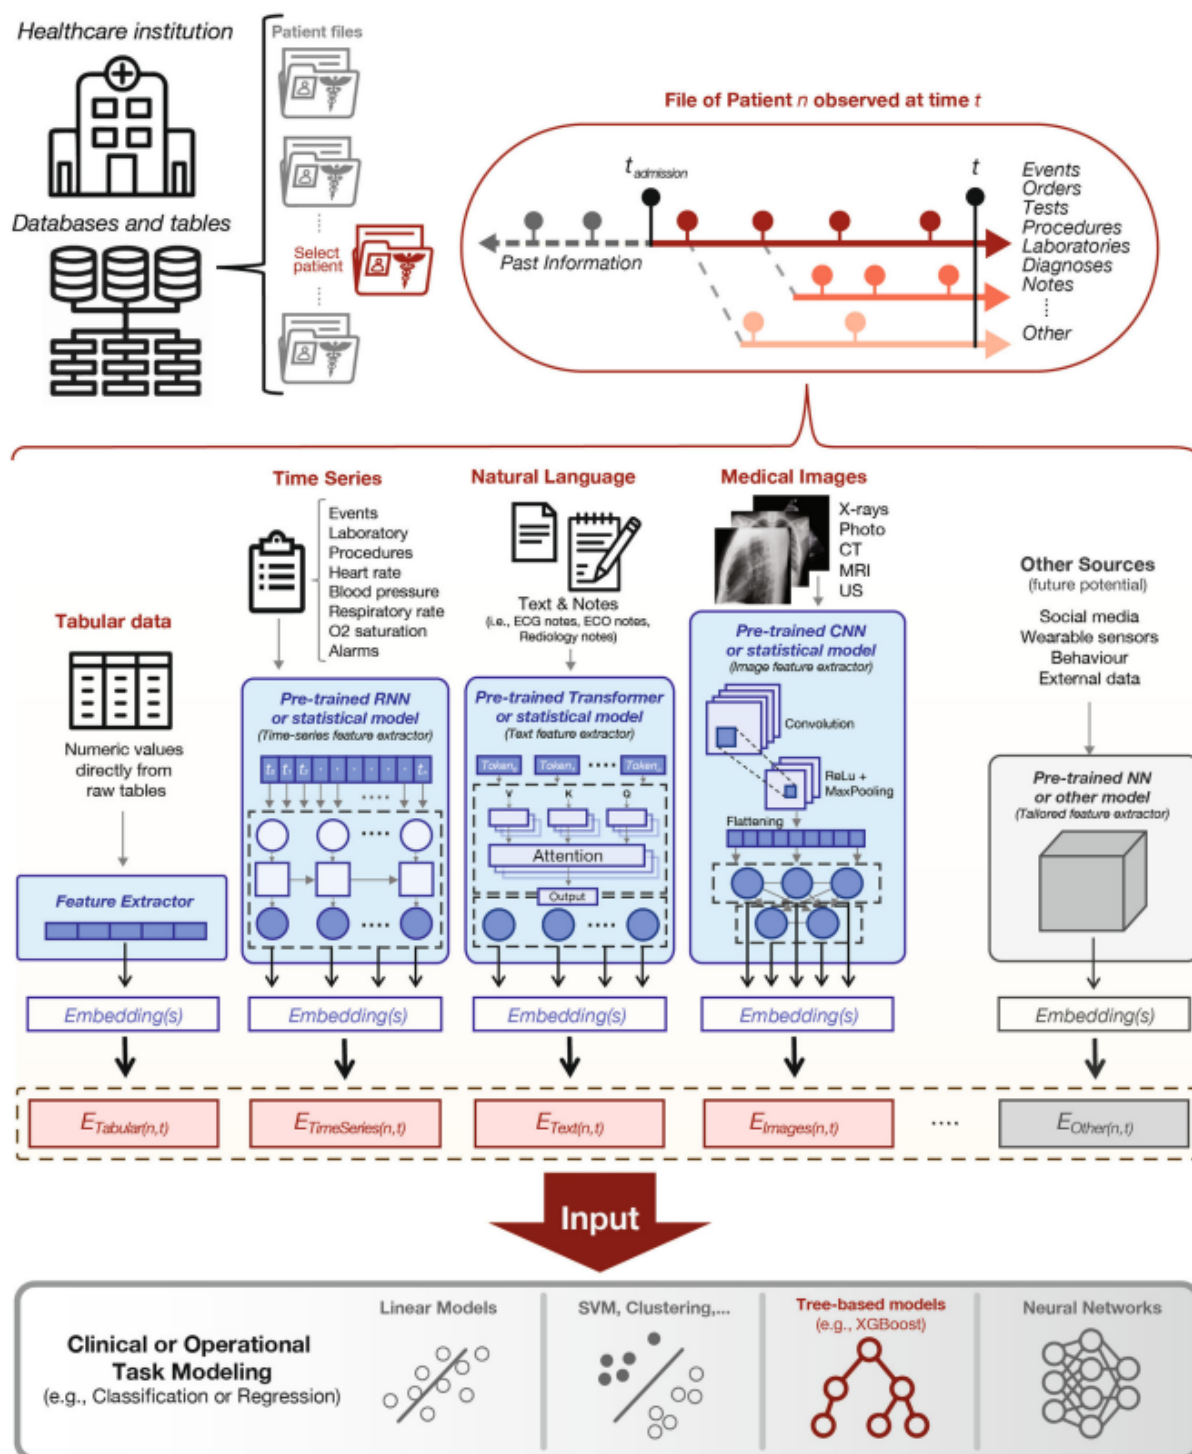 Healthcare institution
Databases and tables
Patient files
Select
patient
File of Patient n observed at time t
t admission
t
Past Information
Events
Orders
Tests
Procedures
Laboratories
Diagnoses
Notes
Other
Tabular data
Numeric values
directly from
raw tables
Feature Extractor
Time Series
Events
Laboratory
Procedures
Heart rate
Blood pressure
Respiratory rate
O2 saturation
Alarms
Pre-trained RNN
or statistical model
(Time-series feature extractor)
Natural Language
Text & Notes
(i.e., ECG notes, ECO notes,
Rediology notes)
Pre-trained Transformer
or statistical model
(Text feature extractor)
V K Q
Attention
Output
Medical Images
X-rays
Photo
CT
MRI
US
Pre-trained CNN
or statistical model
(Image feature extractor)
Convolution
ReLu +
MaxPooling
Flattening
Other Sources
(future potential)
Social media
Wearable sensors
Behaviour
External data
Pre-trained NN
or other model
(Tailored feature extractor)
Embedding(s) Embedding(s) Embedding(s) Embedding(s) Embedding(s)
E Tabular(n,t) E TimeSeries(n,t) E Text(n,t) E Images(n,t) .... E Other(n,t)
Input
Clinical or Operational
Task Modeling
(e.g., Classification or Regression)
Linear Models
SVM, Clustering,...
Tree-based models
(e.g., XGBoost)
Neural Networks